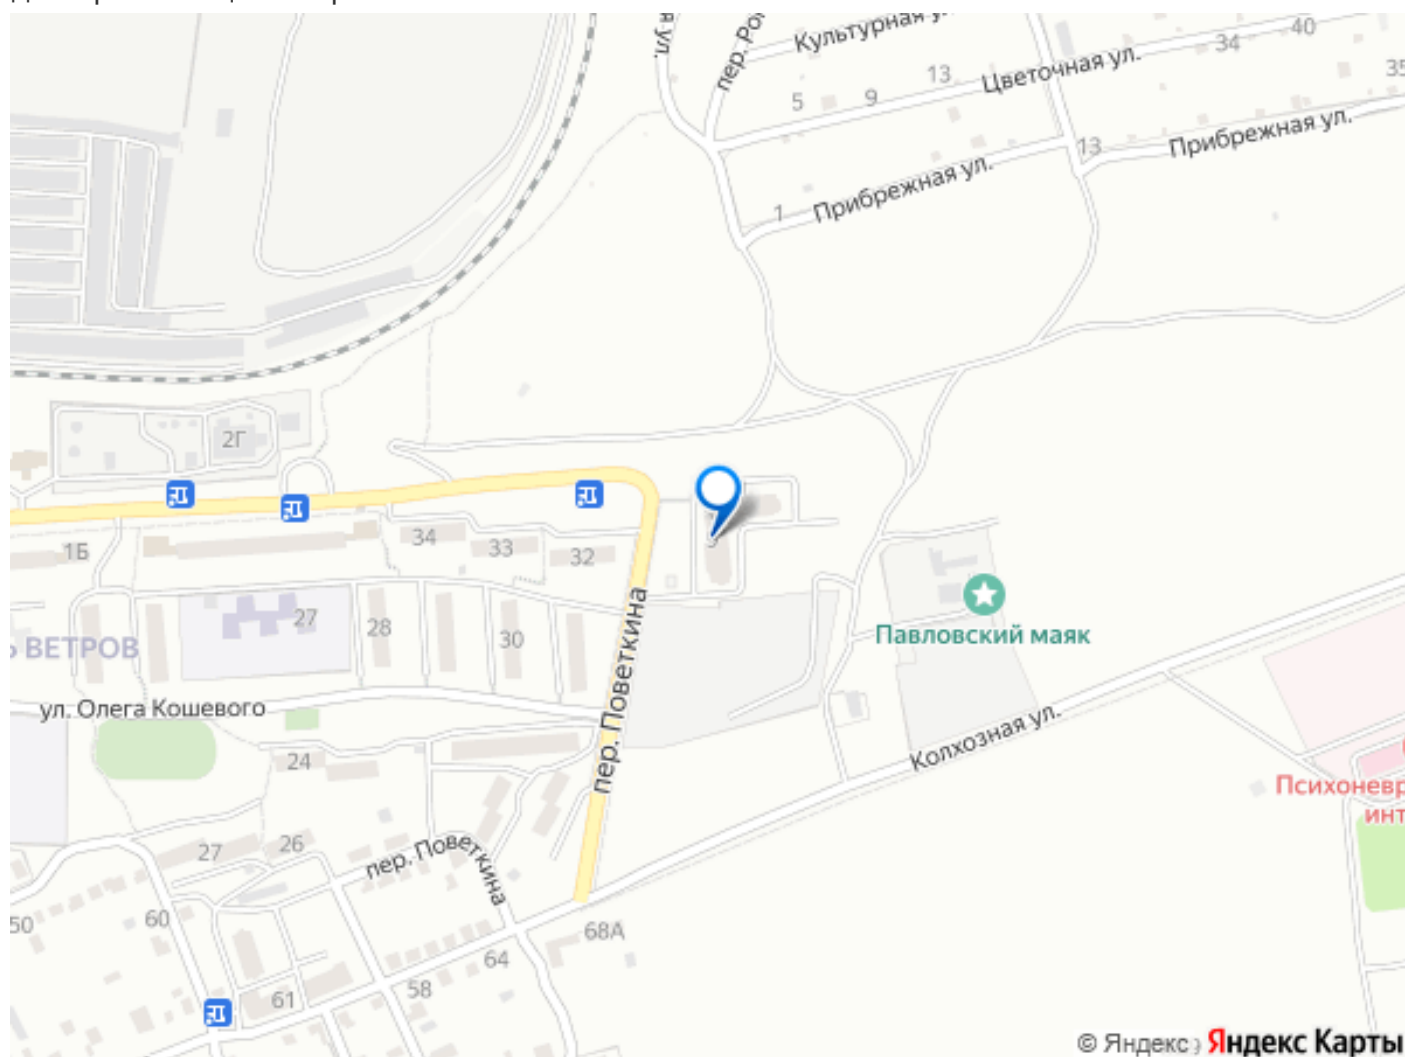 Культурная у
пер. Ро
я ул.
Цветочная ул.
34
40
35
5
9
13
13
Прибрежная ул.
Прибрежная ул.
1
2Г
1Б
34
33
32
3
27
28
30
Ь ВЕТРОВ
пер. Поветкина
Павловский маяк
ул. Олега Кошевого
24
Колхозная ул.
Психоневр
инт
27
26
пер. Поветкина
50
60
68А
64
58
61
© Яндекс
Яндекс Карты